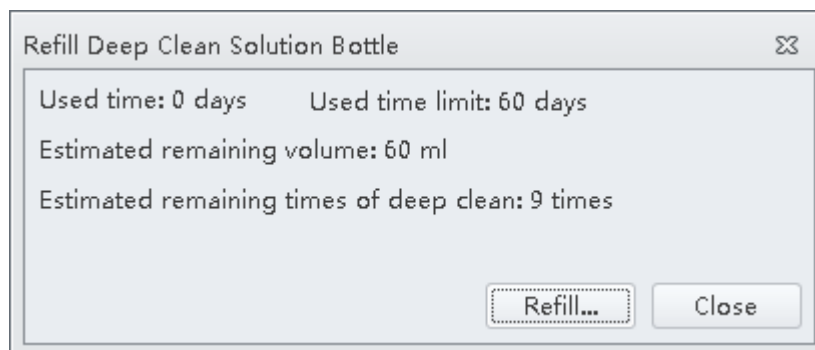 Refill Deep Clean Solution Bottle
Used time: 0 days Used time limit: 60 days
Estimated remaining volume: 60 ml
Estimated remaining times of deep clean: 9 times
Refill... Close